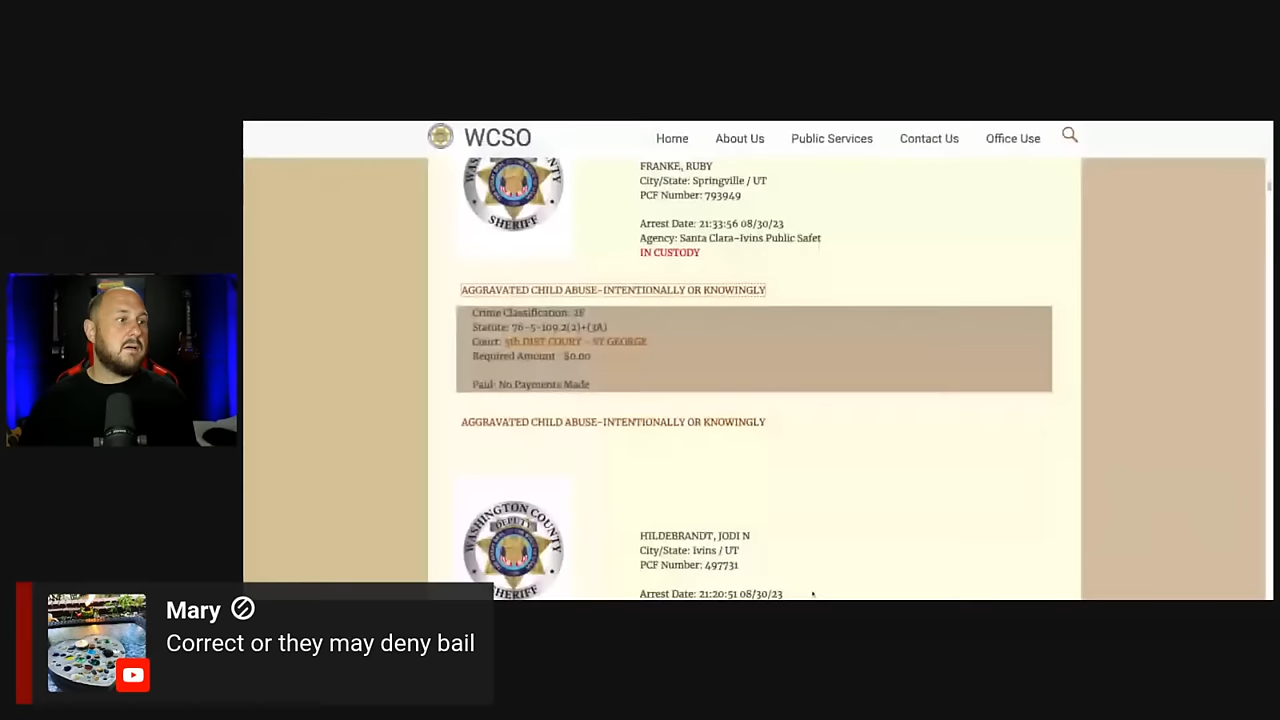 WCSO
Home
About Us
Public Services
Contact Us
Office Use
SHERIFF
FRANKE, RUBY
City/State: Springville / UT
PCF Number: 793949
Arrest Date: 21:33:56 08/30/23
Agency: Santa Clara-Ivins Public Safet
IN CUSTODY
AGGRAVATED CHILD ABUSE-INTENTIONALLY OR KNOWINGLY
Crime Classification: 2F
Statute: 76-5-109.2(2)+(3A)
Court: 5th DIST COURT - ST GEORGE
Required Amount $0.00
Paid- No Payments Made
AGGRAVATED CHILD ABUSE-INTENTIONALLY OR KNOWINGLY
WASHINGTON COUNTY
DEPUTY
SHERIFF
HILDEBRANDT, JODI N
City/State: Ivins / UT
PCF Number: 497731
Arrest Date: 21:20:51 08/30/23
Mary
Correct or they may deny bail